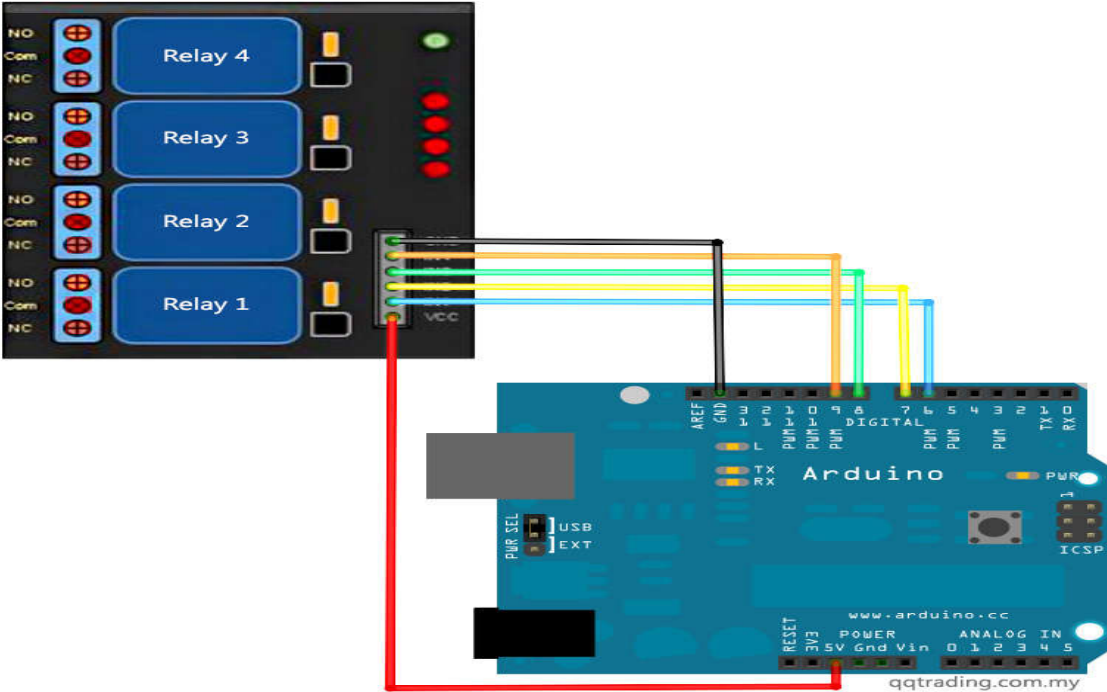 NO
Com
NC
Relay 4
NO
Com
NC
Relay 3
NO
Com
NC
Relay 2
NO
Com
NC
Relay 1
VCC
AREF
GND
13
12
11
10
9
8
7
6
5
4
3
2
TX 1
RX 0
PWM
PWM
PWM
PWM
PWM
PWM
DIGITAL
L
TX
RX
Arduino
PWR
1
ICSP
PWR SEL
USB
EXT
www.arduino.cc
POWER
ANALOG IN
RESET
3V3
5V Gnd Vin
0 1 2 3 4 5
qqtrading.com.my